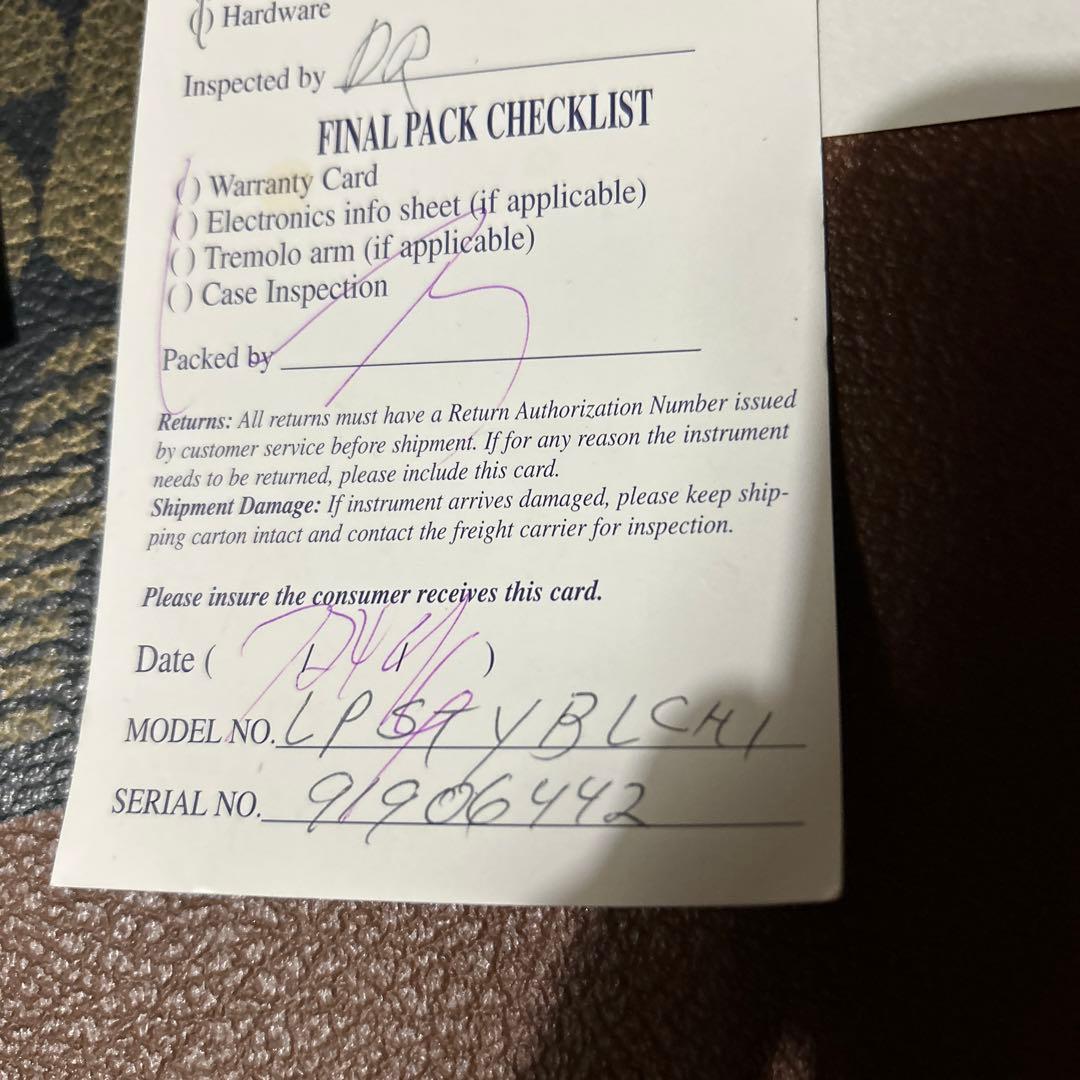 ( ) Hardware
Inspected by DR
FINAL PACK CHECKLIST
( ) Warranty Card
( ) Electronics info sheet (if applicable)
( ) Tremolo arm (if applicable)
( ) Case Inspection
Packed by
Returns: All returns must have a Return Authorization Number issued
by customer service before shipment. If for any reason the instrument
needs to be returned, please include this card.
Shipment Damage: If instrument arrives damaged, please keep ship-
ping carton intact and contact the freight carrier for inspection.
Please insure the consumer receives this card.
Date ( / / )
MODEL NO. VBLCH1
SERIAL NO. 91906442